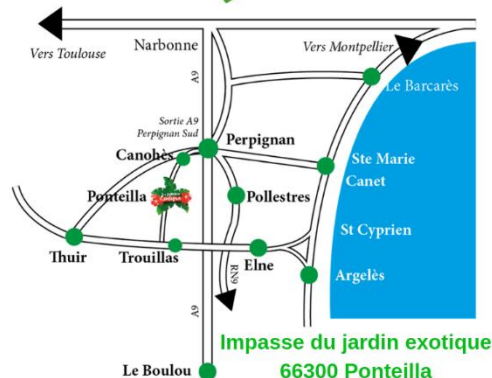 Narbonne
Vers Toulouse
Vers Montpellier
A9
Le Barcarès
Sortie A9
Perpignan Sud
Perpignan
Canohès
Ste Marie
Canet
Ponteilla
Pollestres
St Cyprien
Thuir
Trouillas
Elne
RN9
Argelès
A9
Impasse du jardin exotique
66300 Ponteilla
Le Boulou